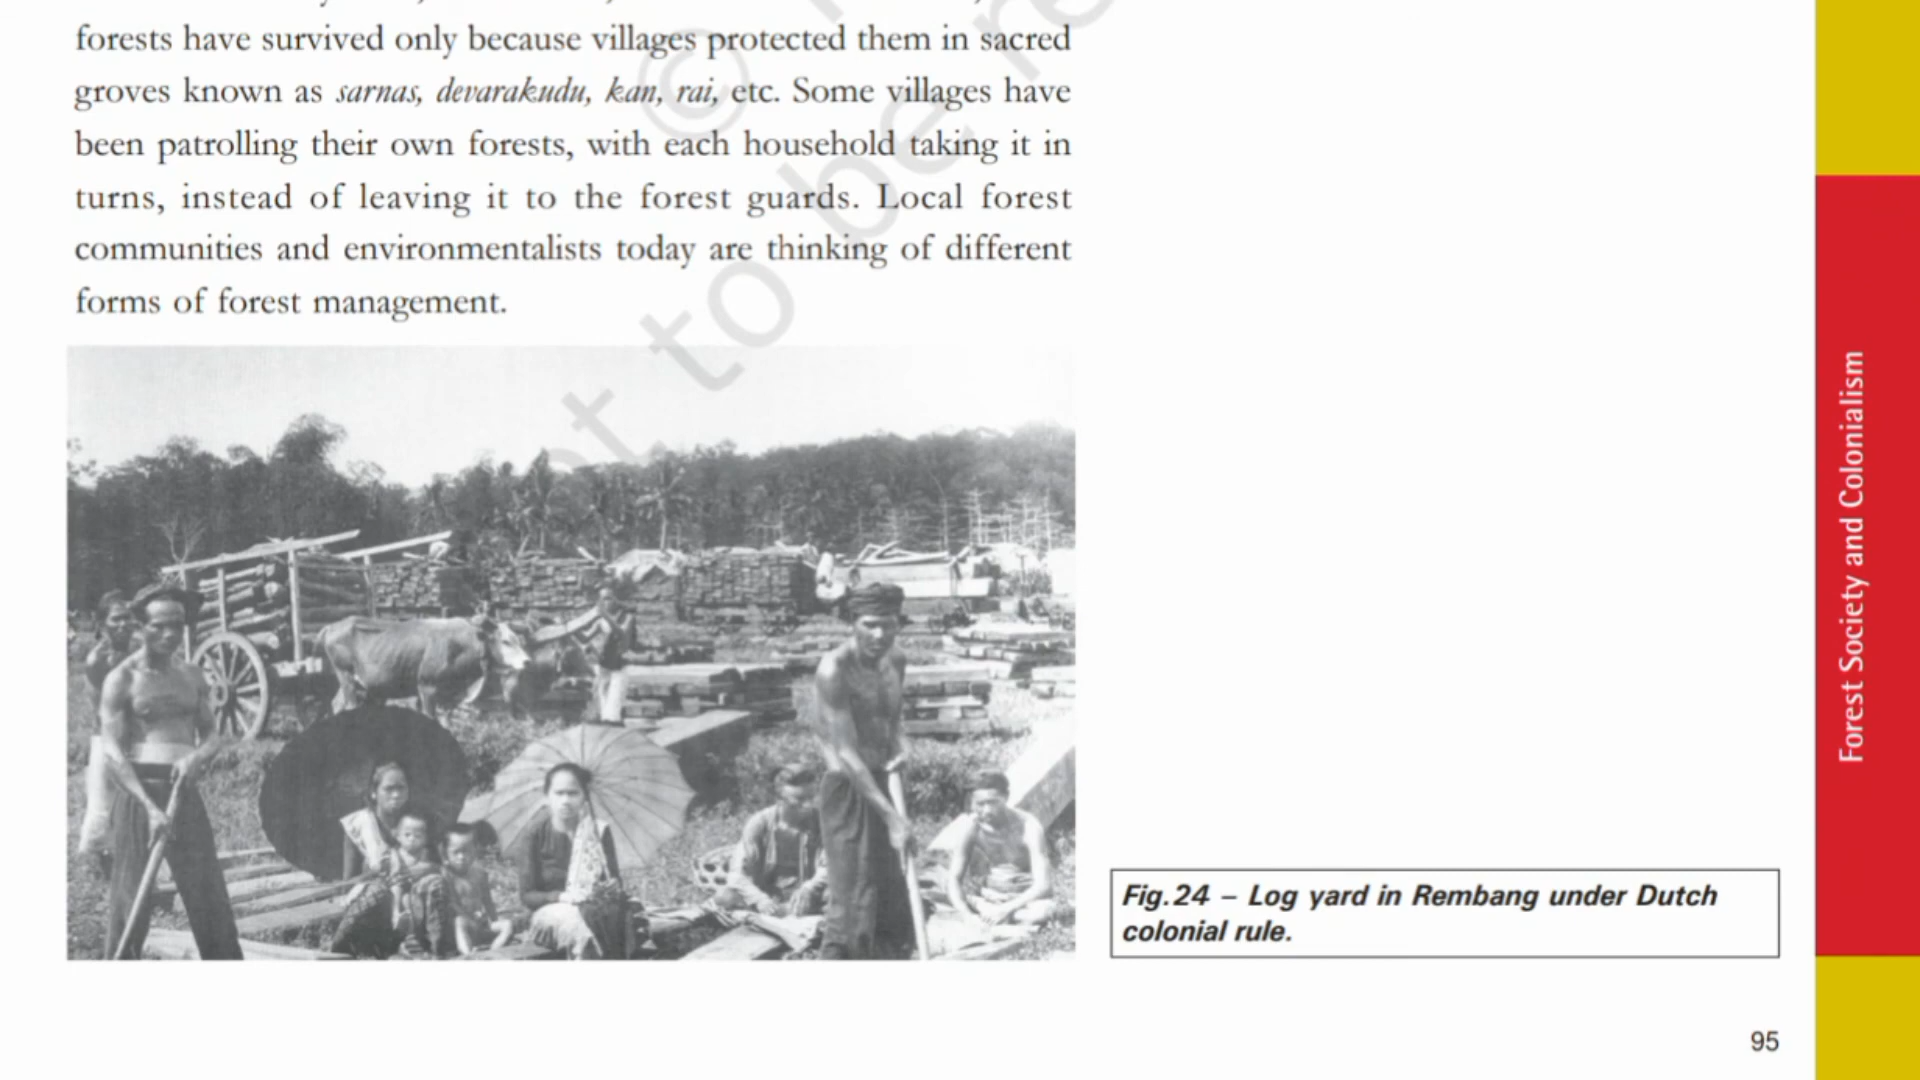 forests have survived only because villages protected them in sacred
groves known as sarnas, devarakudu, kan, rai, etc. Some villages have
been patrolling their own forests, with each household taking it in
turns, instead of leaving it to the forest guards. Local forest
communities and environmentalists today are thinking of different
forms of forest management.
Fig.24 – Log yard in Rembang under Dutch
colonial rule.
Forest Society and Colonialism
95
©
to be re